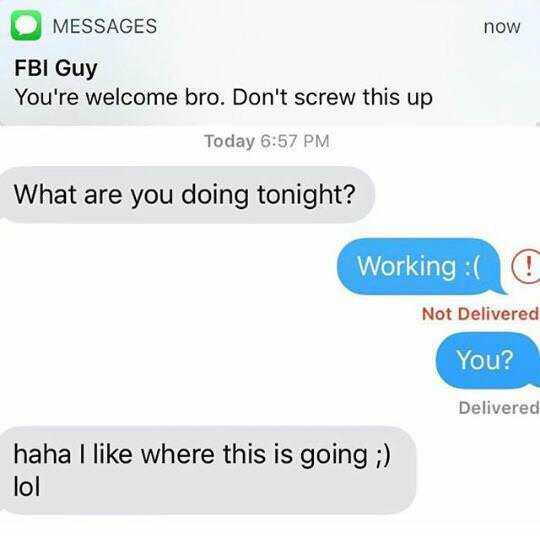 MESSAGES
now
FBI Guy
You're welcome bro. Don't screw this up
Today 6:57 PM
What are you doing tonight?
Working :(
!
Not Delivered
You?
Delivered
haha I like where this is going ;)
lol